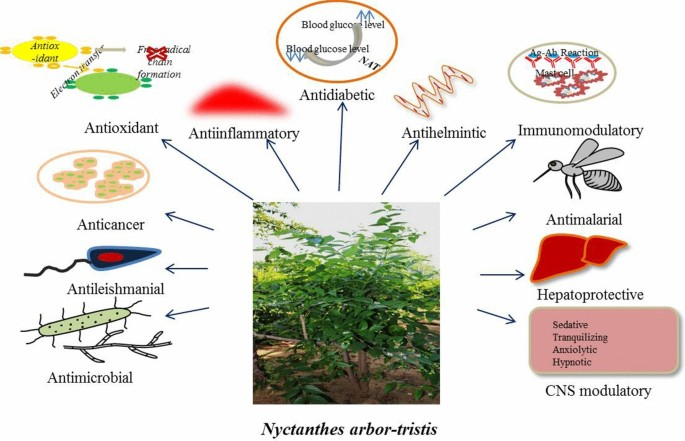 Antiox
-idant
Electron transfer
Free radical
chain
formation
Antioxidant
Antiinflammatory
Blood glucose level
Blood glucose level
NAT
Antidiabetic
Antihelmintic
Ag-Ab Reaction
Mast cell
Immunomodulatory
Anticancer
Antimalarial
Antileishmanial
Hepatoprotective
Antimicrobial
Sedative
Tranquilizing
Anxiolytic
Hypnotic
CNS modulatory
Nyctanthes arbor-tristis